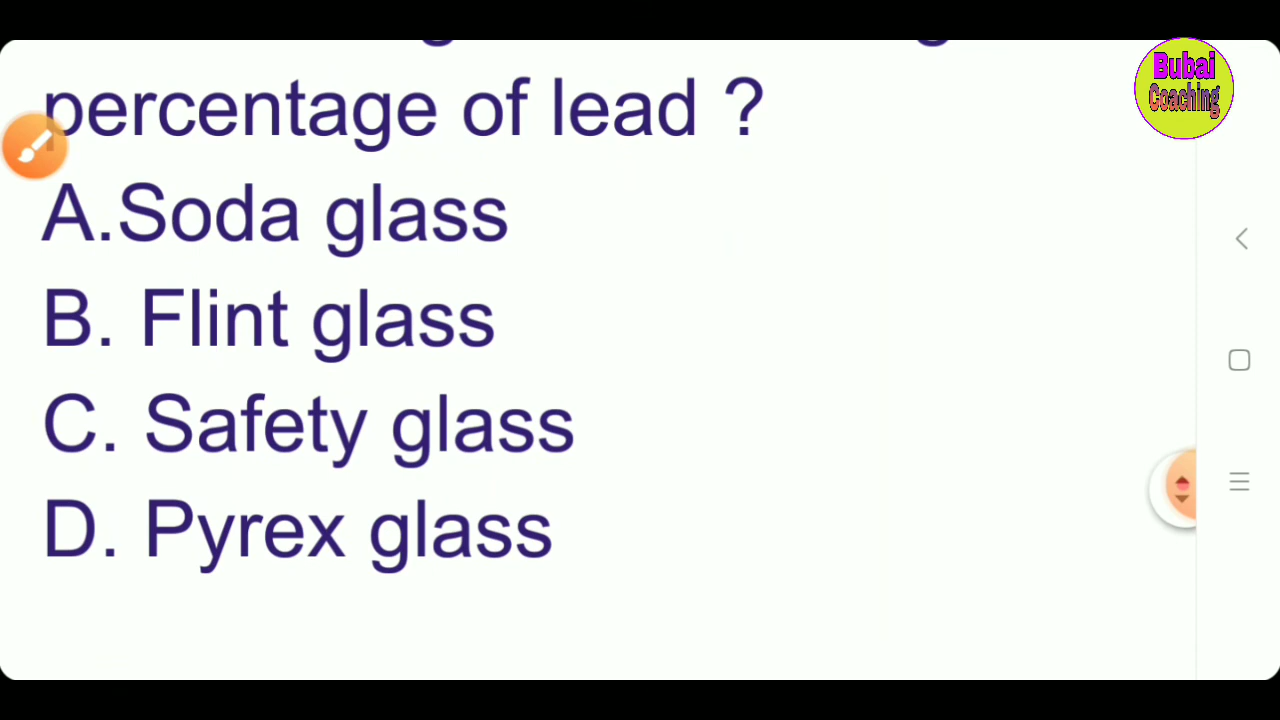 percentage of lead ?
A.Soda glass
B. Flint glass
C. Safety glass
D. Pyrex glass
Bubai
Coaching